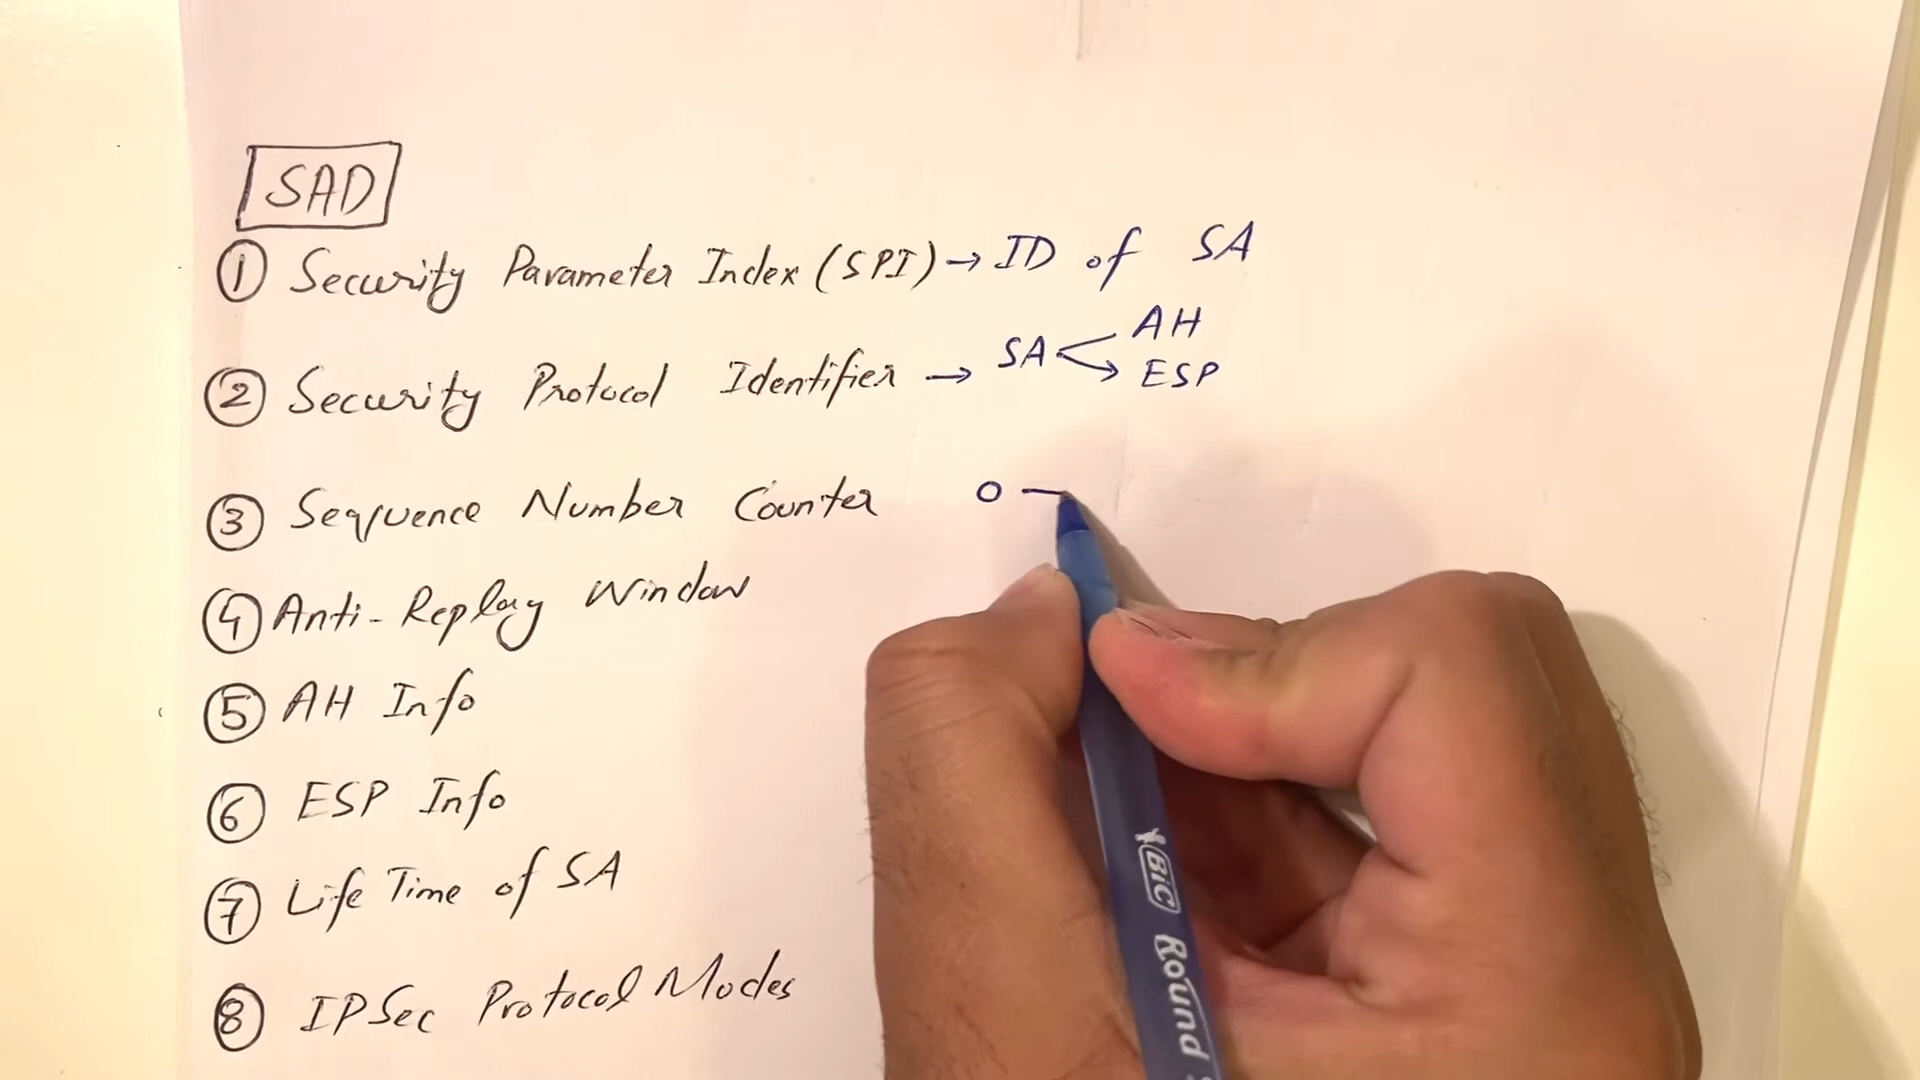 SAD
① Security Parameter Index (SPI) → ID of SA
② Security Protocol Identifier → SA < AH
ESP
③ Sequence Number Counter 0 —
④ Anti-Replay Window
⑤ AH Info
⑥ ESP Info
⑦ Life Time of SA
⑧ IPSec Protocol Modes
BIC Round